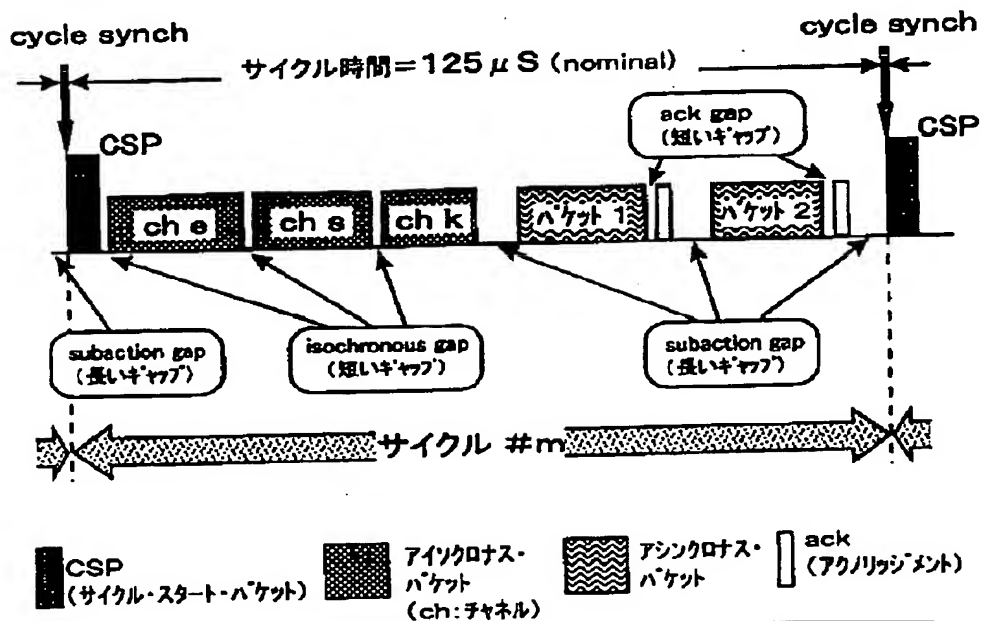 cycle synch
cycle synch
サイクル時間＝125μS (nominal)
CSP
ack gap
(短いギャップ)
CSP
ch e
ch s
ch k
パケット 1
パケット 2
subaction gap
(長いギャップ)
isochronous gap
(短いギャップ)
subaction gap
(長いギャップ)
サイクル #m
CSP
(サイクル・スタート・パケット)
アイソクロナス・
パケット
(ch:チャネル)
アシンクロナス・
パケット
ack
(アクノリッジメント)